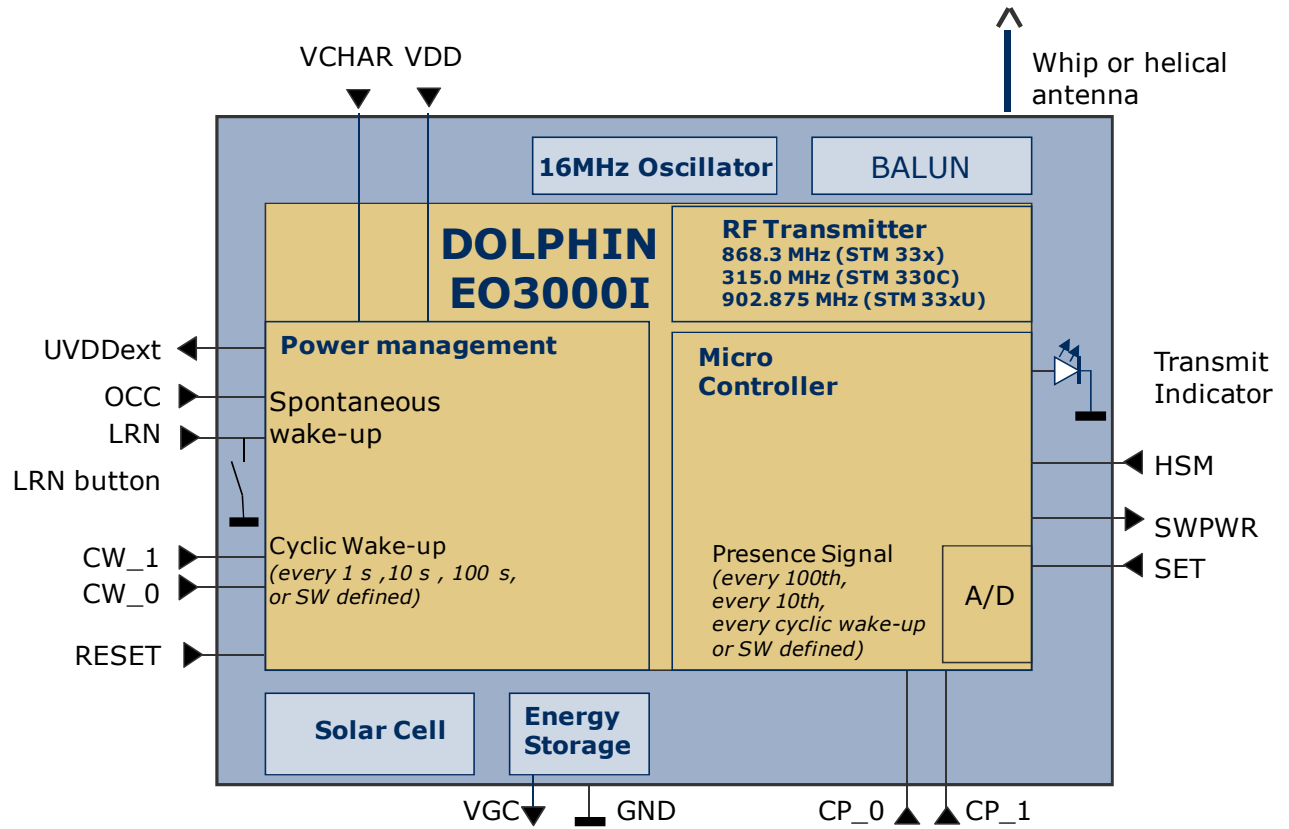 VCHAR VDD
Whip or helical
antenna
16MHz Oscillator
BALUN
DOLPHIN
EO3000I
RF Transmitter
868.3 MHz (STM 33x)
315.0 MHz (STM 330C)
902.875 MHz (STM 33xU)
UVDDext
OCC
LRN
LRN button
CW_1
CW_0
RESET
Power management
Spontaneous
wake-up
Cyclic Wake-up
(every 1 s ,10 s , 100 s,
or SW defined)
Micro
Controller
Presence Signal
(every 100th,
every 10th,
every cyclic wake-up
or SW defined)
A/D
Transmit
Indicator
HSM
SWPWR
SET
Solar Cell
Energy
Storage
VGC
GND
CP_0
CP_1